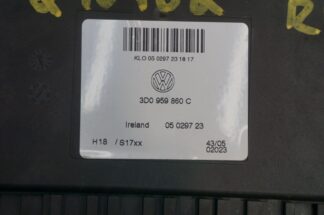 KLO 05 0297 23 18 17
3D0 959 860 C
Ireland 05 0297 23
H18 / S17xx 43/05
02023